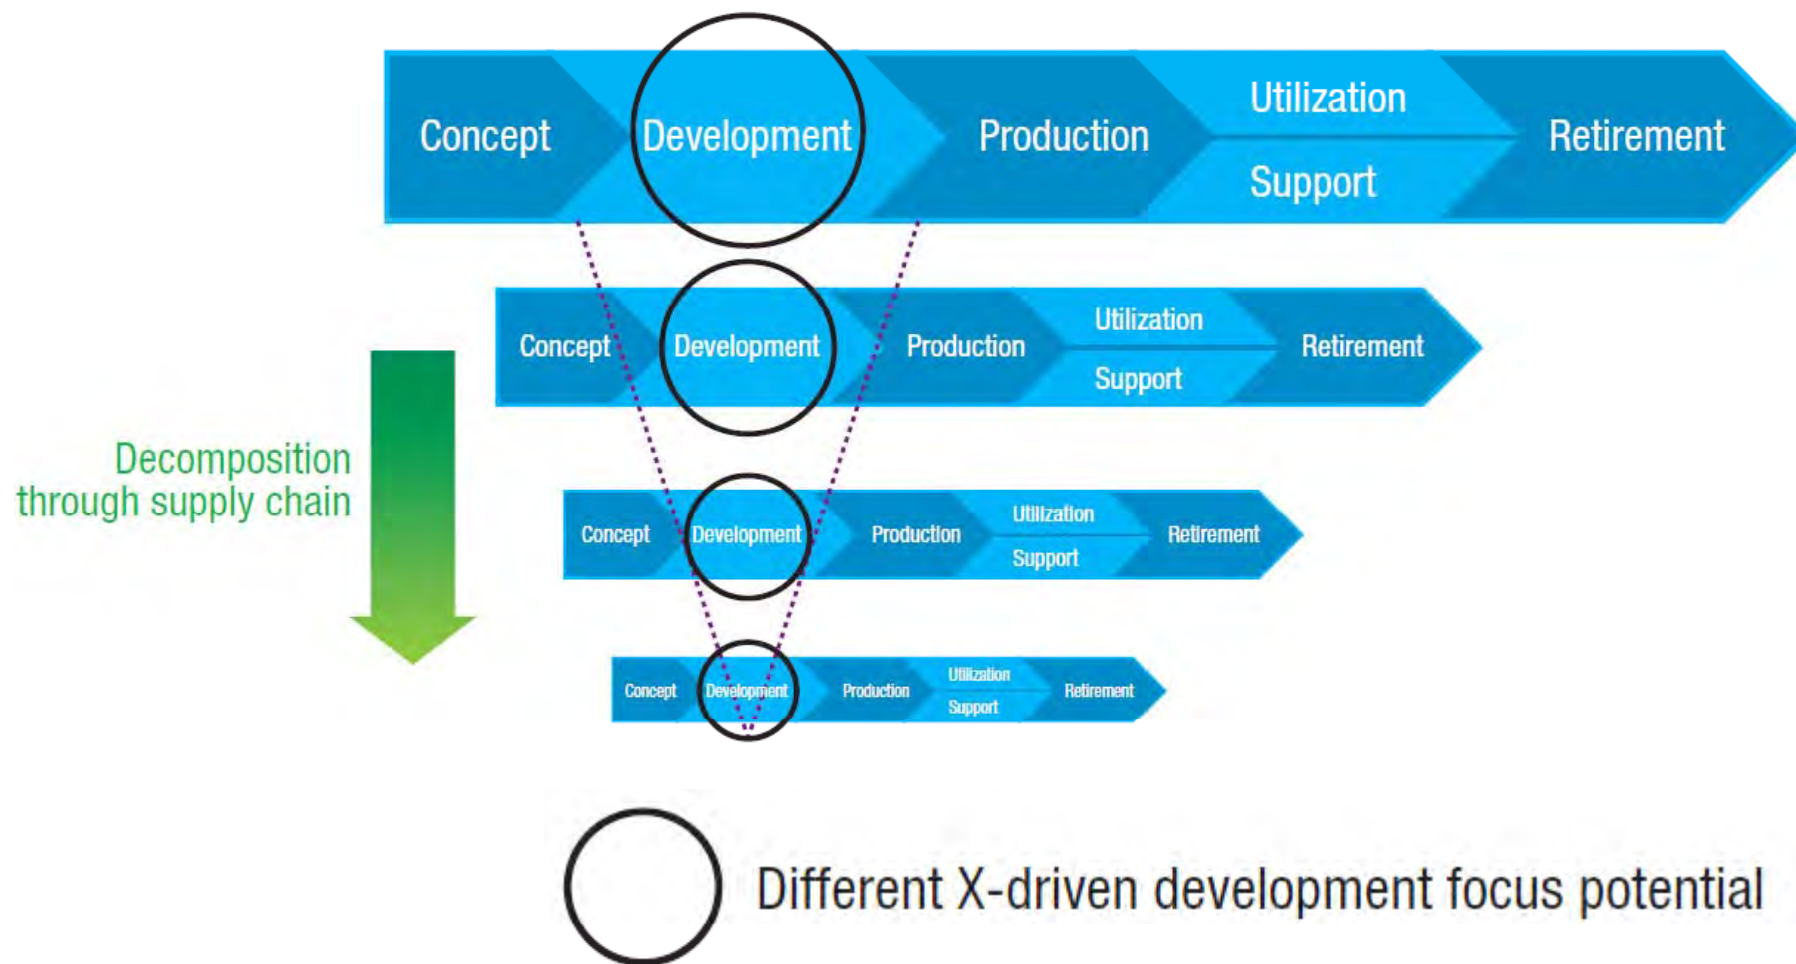 Concept
Development
Production
Utilization
Support
Retirement
Concept
Development
Production
Utilization
Support
Retirement
Decomposition
through supply chain
Concept
Development
Production
Utilization
Support
Retirement
Concept
Development
Production
Utilization
Support
Retirement
Different X-driven development focus potential